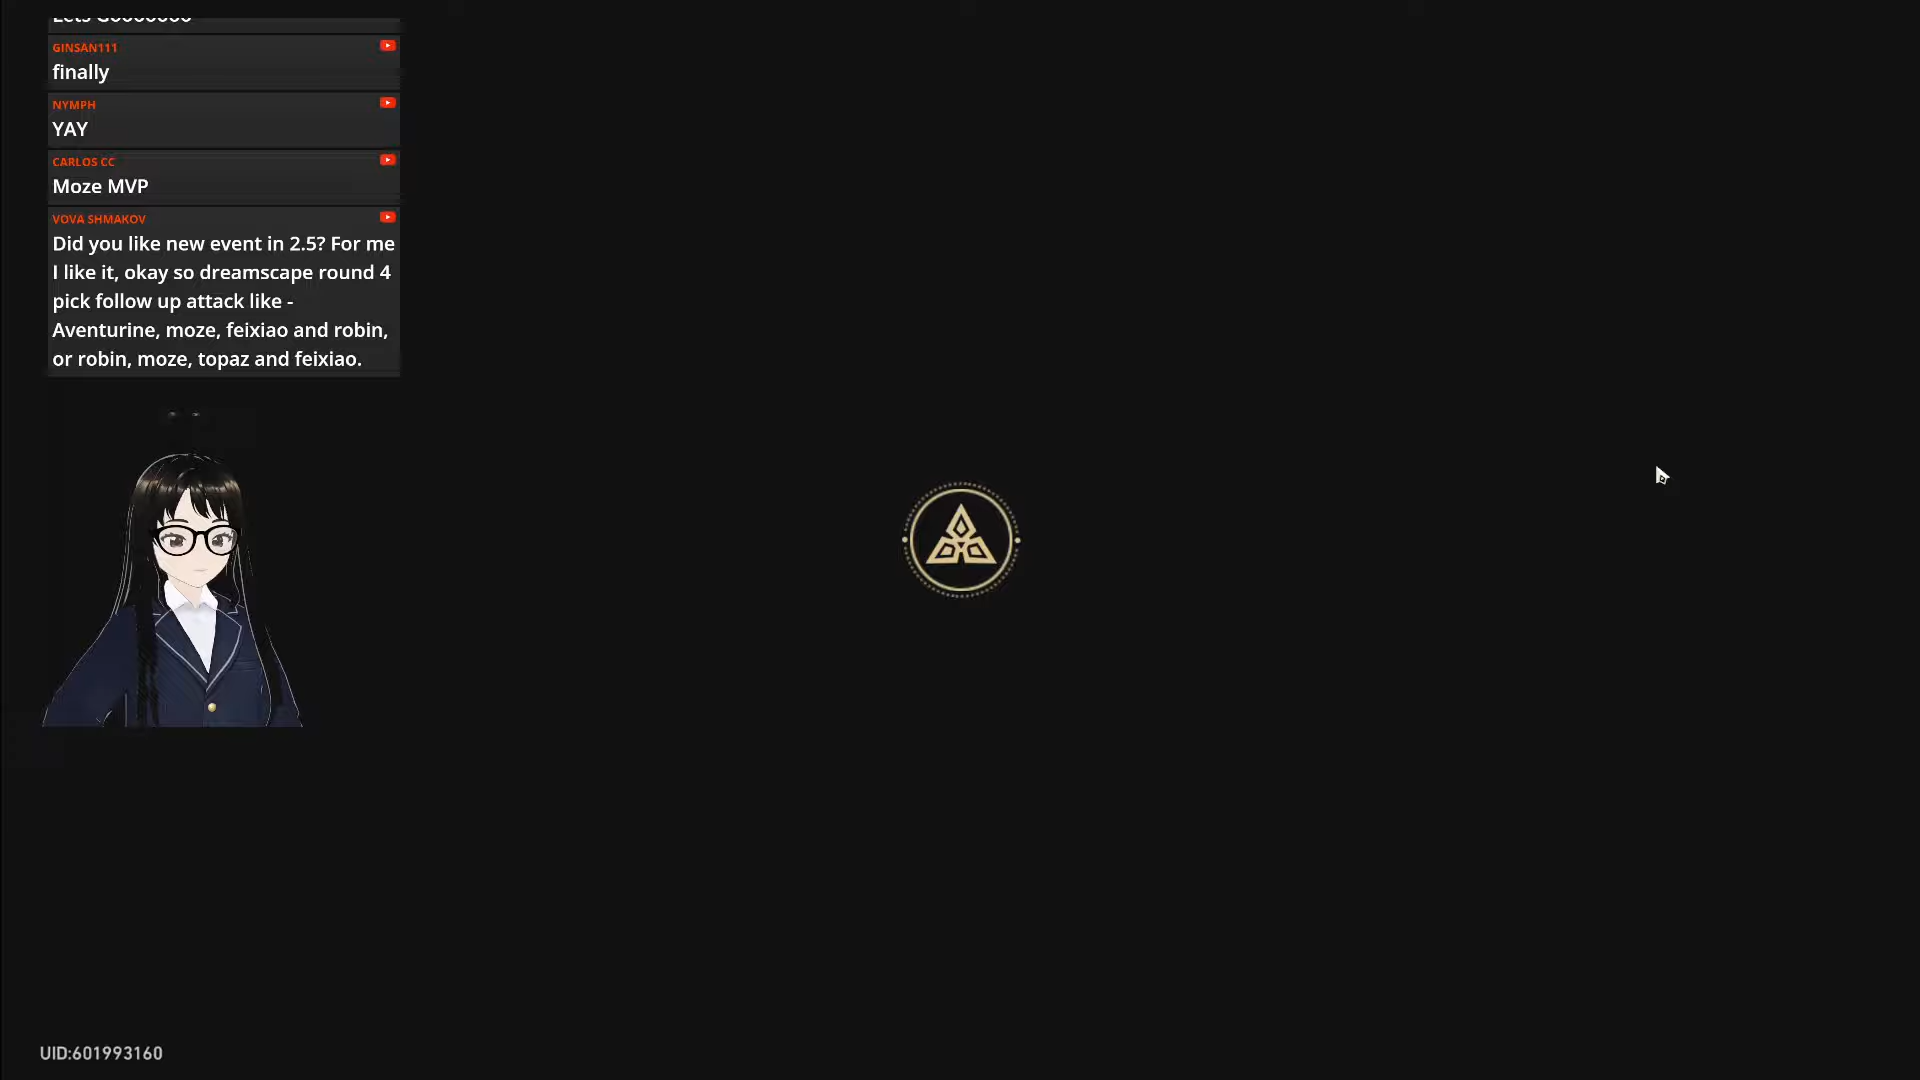 Lets Gooooooo
GINSAN111
finally
NYMPH
YAY
CARLOS CC
Moze MVP
VOVA SHMAKOV
Did you like new event in 2.5? For me
I like it, okay so dreamscape round 4
pick follow up attack like -
Aventurine, moze, feixiao and robin,
or robin, moze, topaz and feixiao.
UID:601993160